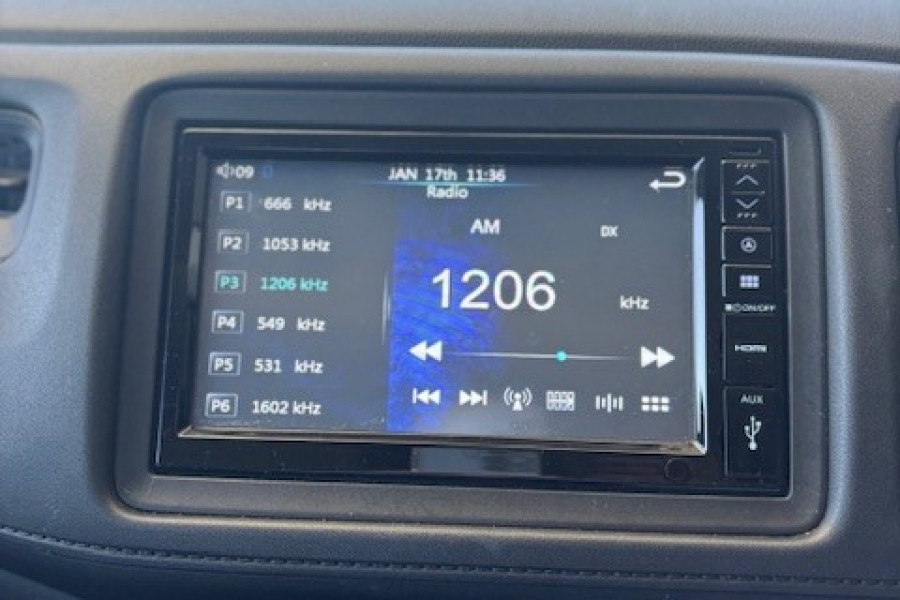 09
JAN 17th 11:36
Radio
P1 666 kHz
P2 1053 kHz
P3 1206 kHz
P4 549 kHz
P5 531 kHz
P6 1602 kHz
AM
DX
1206
kHz
ON/OFF
HDMI
AUX